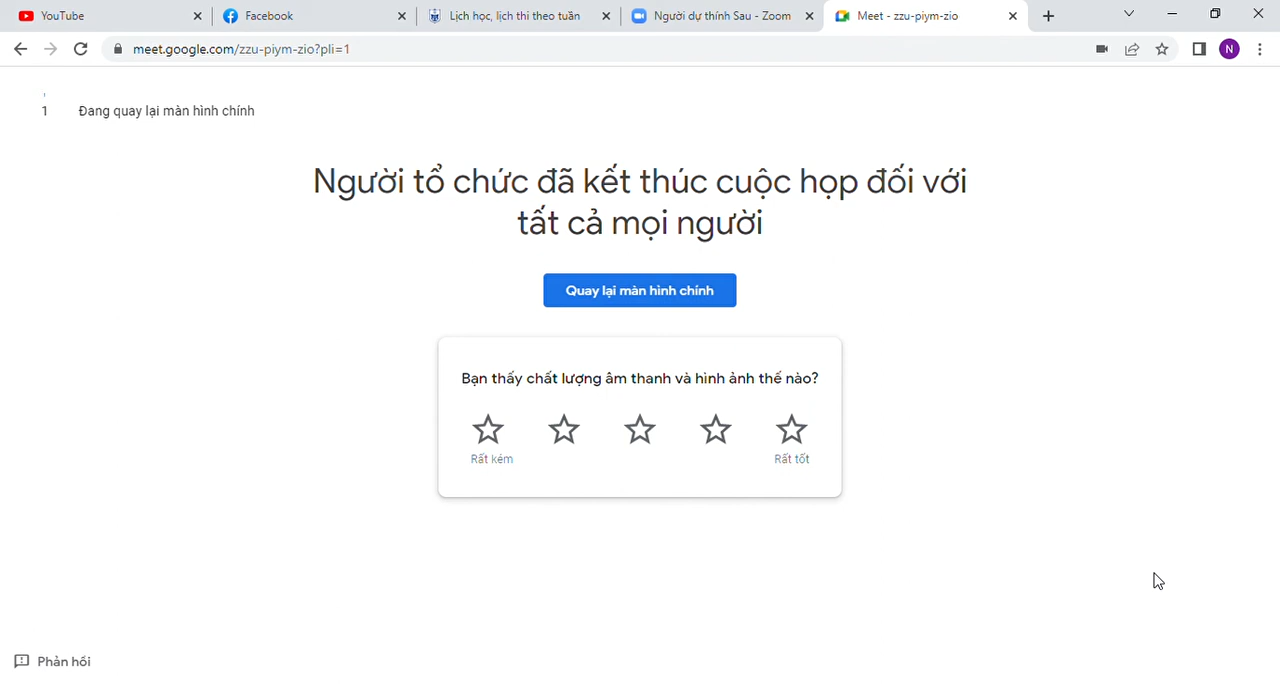 YouTube
Facebook
Lịch học, lịch thi theo tuần
Người dự thính Sau - Zoom
Meet - zzu-piym-zio
meet.google.com/zzu-piym-zio?pli=1
N
1 Đang quay lại màn hình chính
Người tổ chức đã kết thúc cuộc họp đối với
tất cả mọi người
Quay lại màn hình chính
Bạn thấy chất lượng âm thanh và hình ảnh thế nào?
Rất kém
Rất tốt
Phản hồi